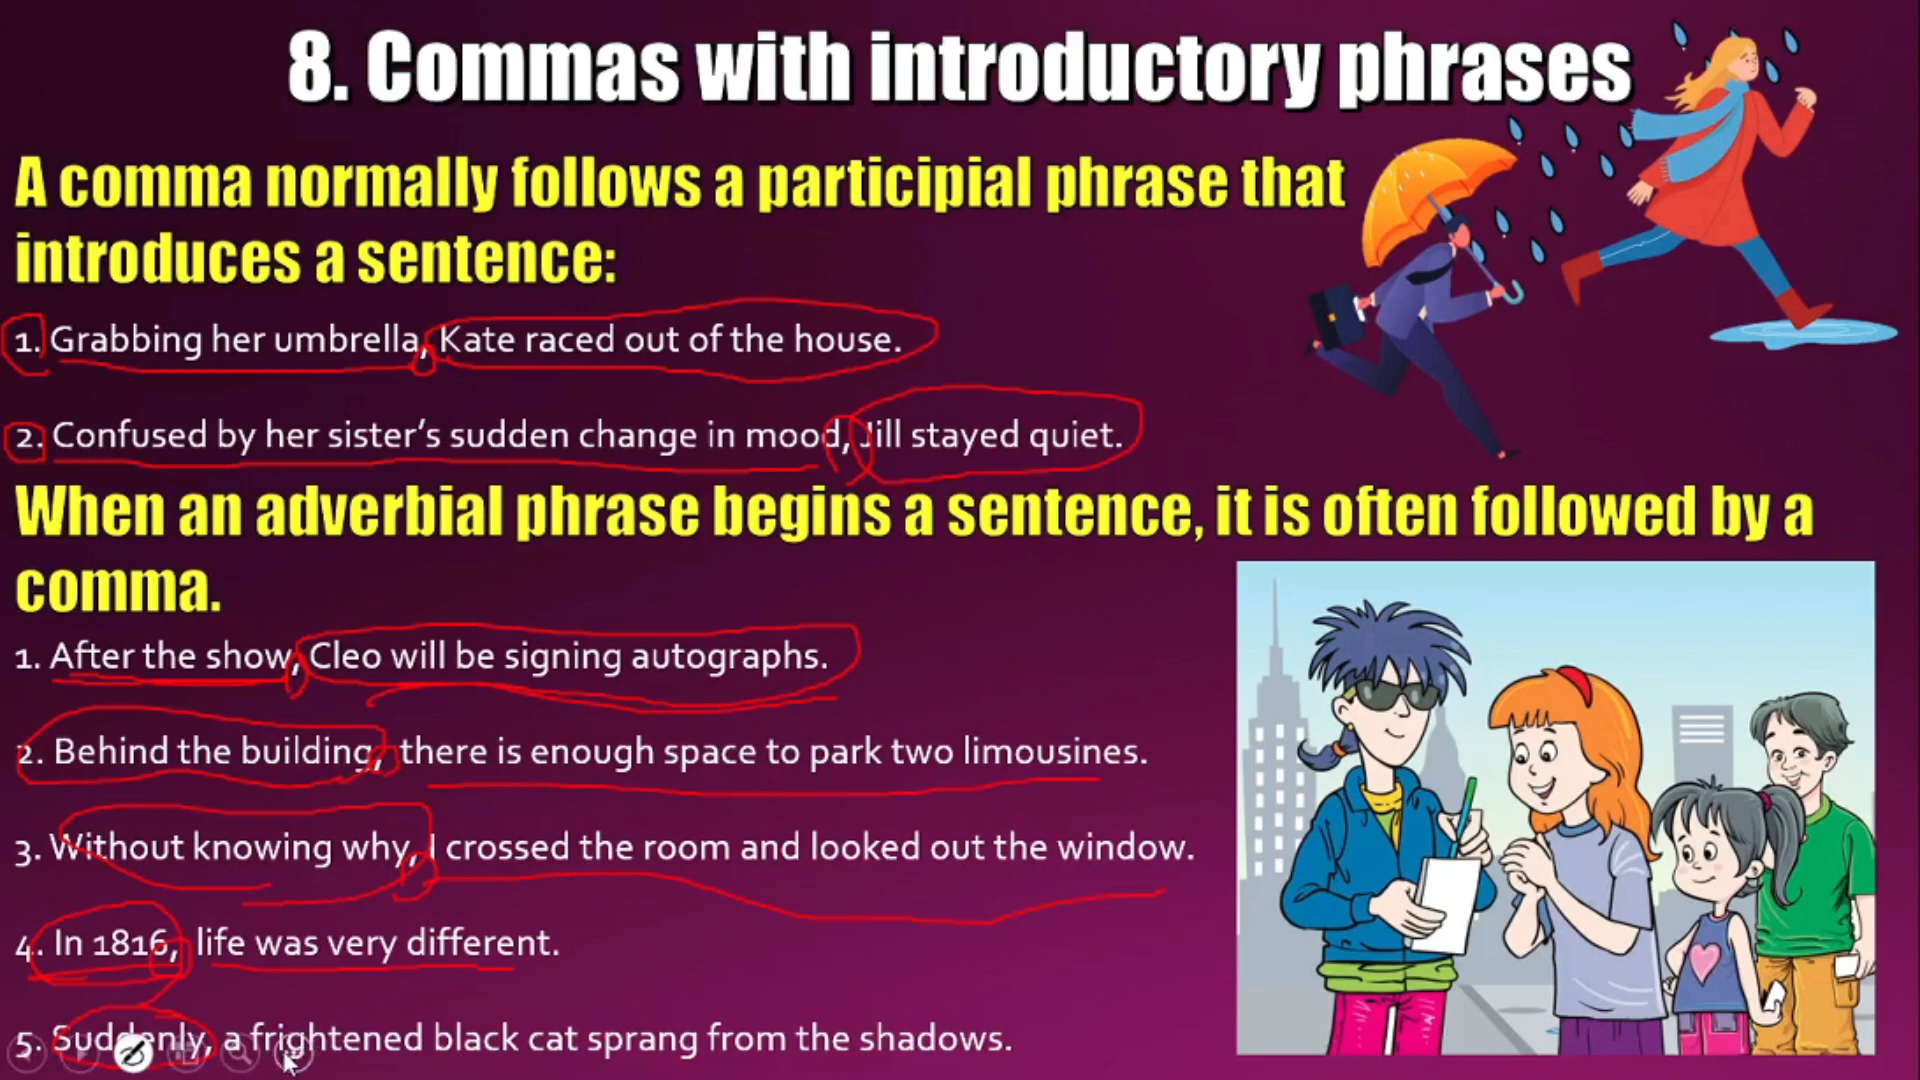 8. Commas with introductory phrases
A comma normally follows a participial phrase that
introduces a sentence:
1. Grabbing her umbrella, Kate raced out of the house.
2. Confused by her sister’s sudden change in mood, Jill stayed quiet.
When an adverbial phrase begins a sentence, it is often followed by a
comma.
1. After the show, Cleo will be signing autographs.
2. Behind the building, there is enough space to park two limousines.
3. Without knowing why, I crossed the room and looked out the window.
4. In 1816, life was very different.
5. Suddenly, a frightened black cat sprang from the shadows.